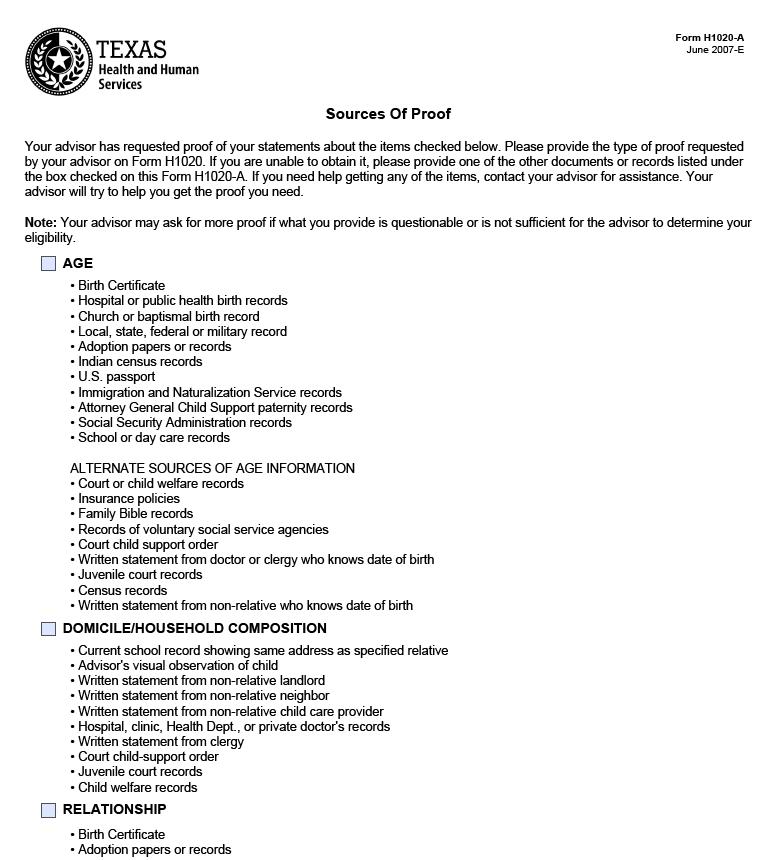 TEXAS
Health and Human
Services
Form H1020-A
June 2007-E
Sources Of Proof
Your advisor has requested proof of your statements about the items checked below. Please provide the type of proof requested
by your advisor on Form H1020. If you are unable to obtain it, please provide one of the other documents or records listed under
the box checked on this Form H1020-A. If you need help getting any of the items, contact your advisor for assistance. Your
advisor will try to help you get the proof you need.
Note: Your advisor may ask for more proof if what you provide is questionable or is not sufficient for the advisor to determine your
eligibility.
AGE
• Birth Certificate
• Hospital or public health birth records
• Church or baptismal birth record
• Local, state, federal or military record
• Adoption papers or records
• Indian census records
• U.S. passport
• Immigration and Naturalization Service records
• Attorney General Child Support paternity records
• Social Security Administration records
• School or day care records
ALTERNATE SOURCES OF AGE INFORMATION
• Court or child welfare records
• Insurance policies
• Family Bible records
• Records of voluntary social service agencies
• Court child support order
• Written statement from doctor or clergy who knows date of birth
• Juvenile court records
• Census records
• Written statement from non-relative who knows date of birth
DOMICILE/HOUSEHOLD COMPOSITION
• Current school record showing same address as specified relative
• Advisor's visual observation of child
• Written statement from non-relative landlord
• Written statement from non-relative neighbor
• Written statement from non-relative child care provider
• Hospital, clinic, Health Dept., or private doctor's records
• Written statement from clergy
• Court child-support order
• Juvenile court records
• Child welfare records
RELATIONSHIP
• Birth Certificate
• Adoption papers or records